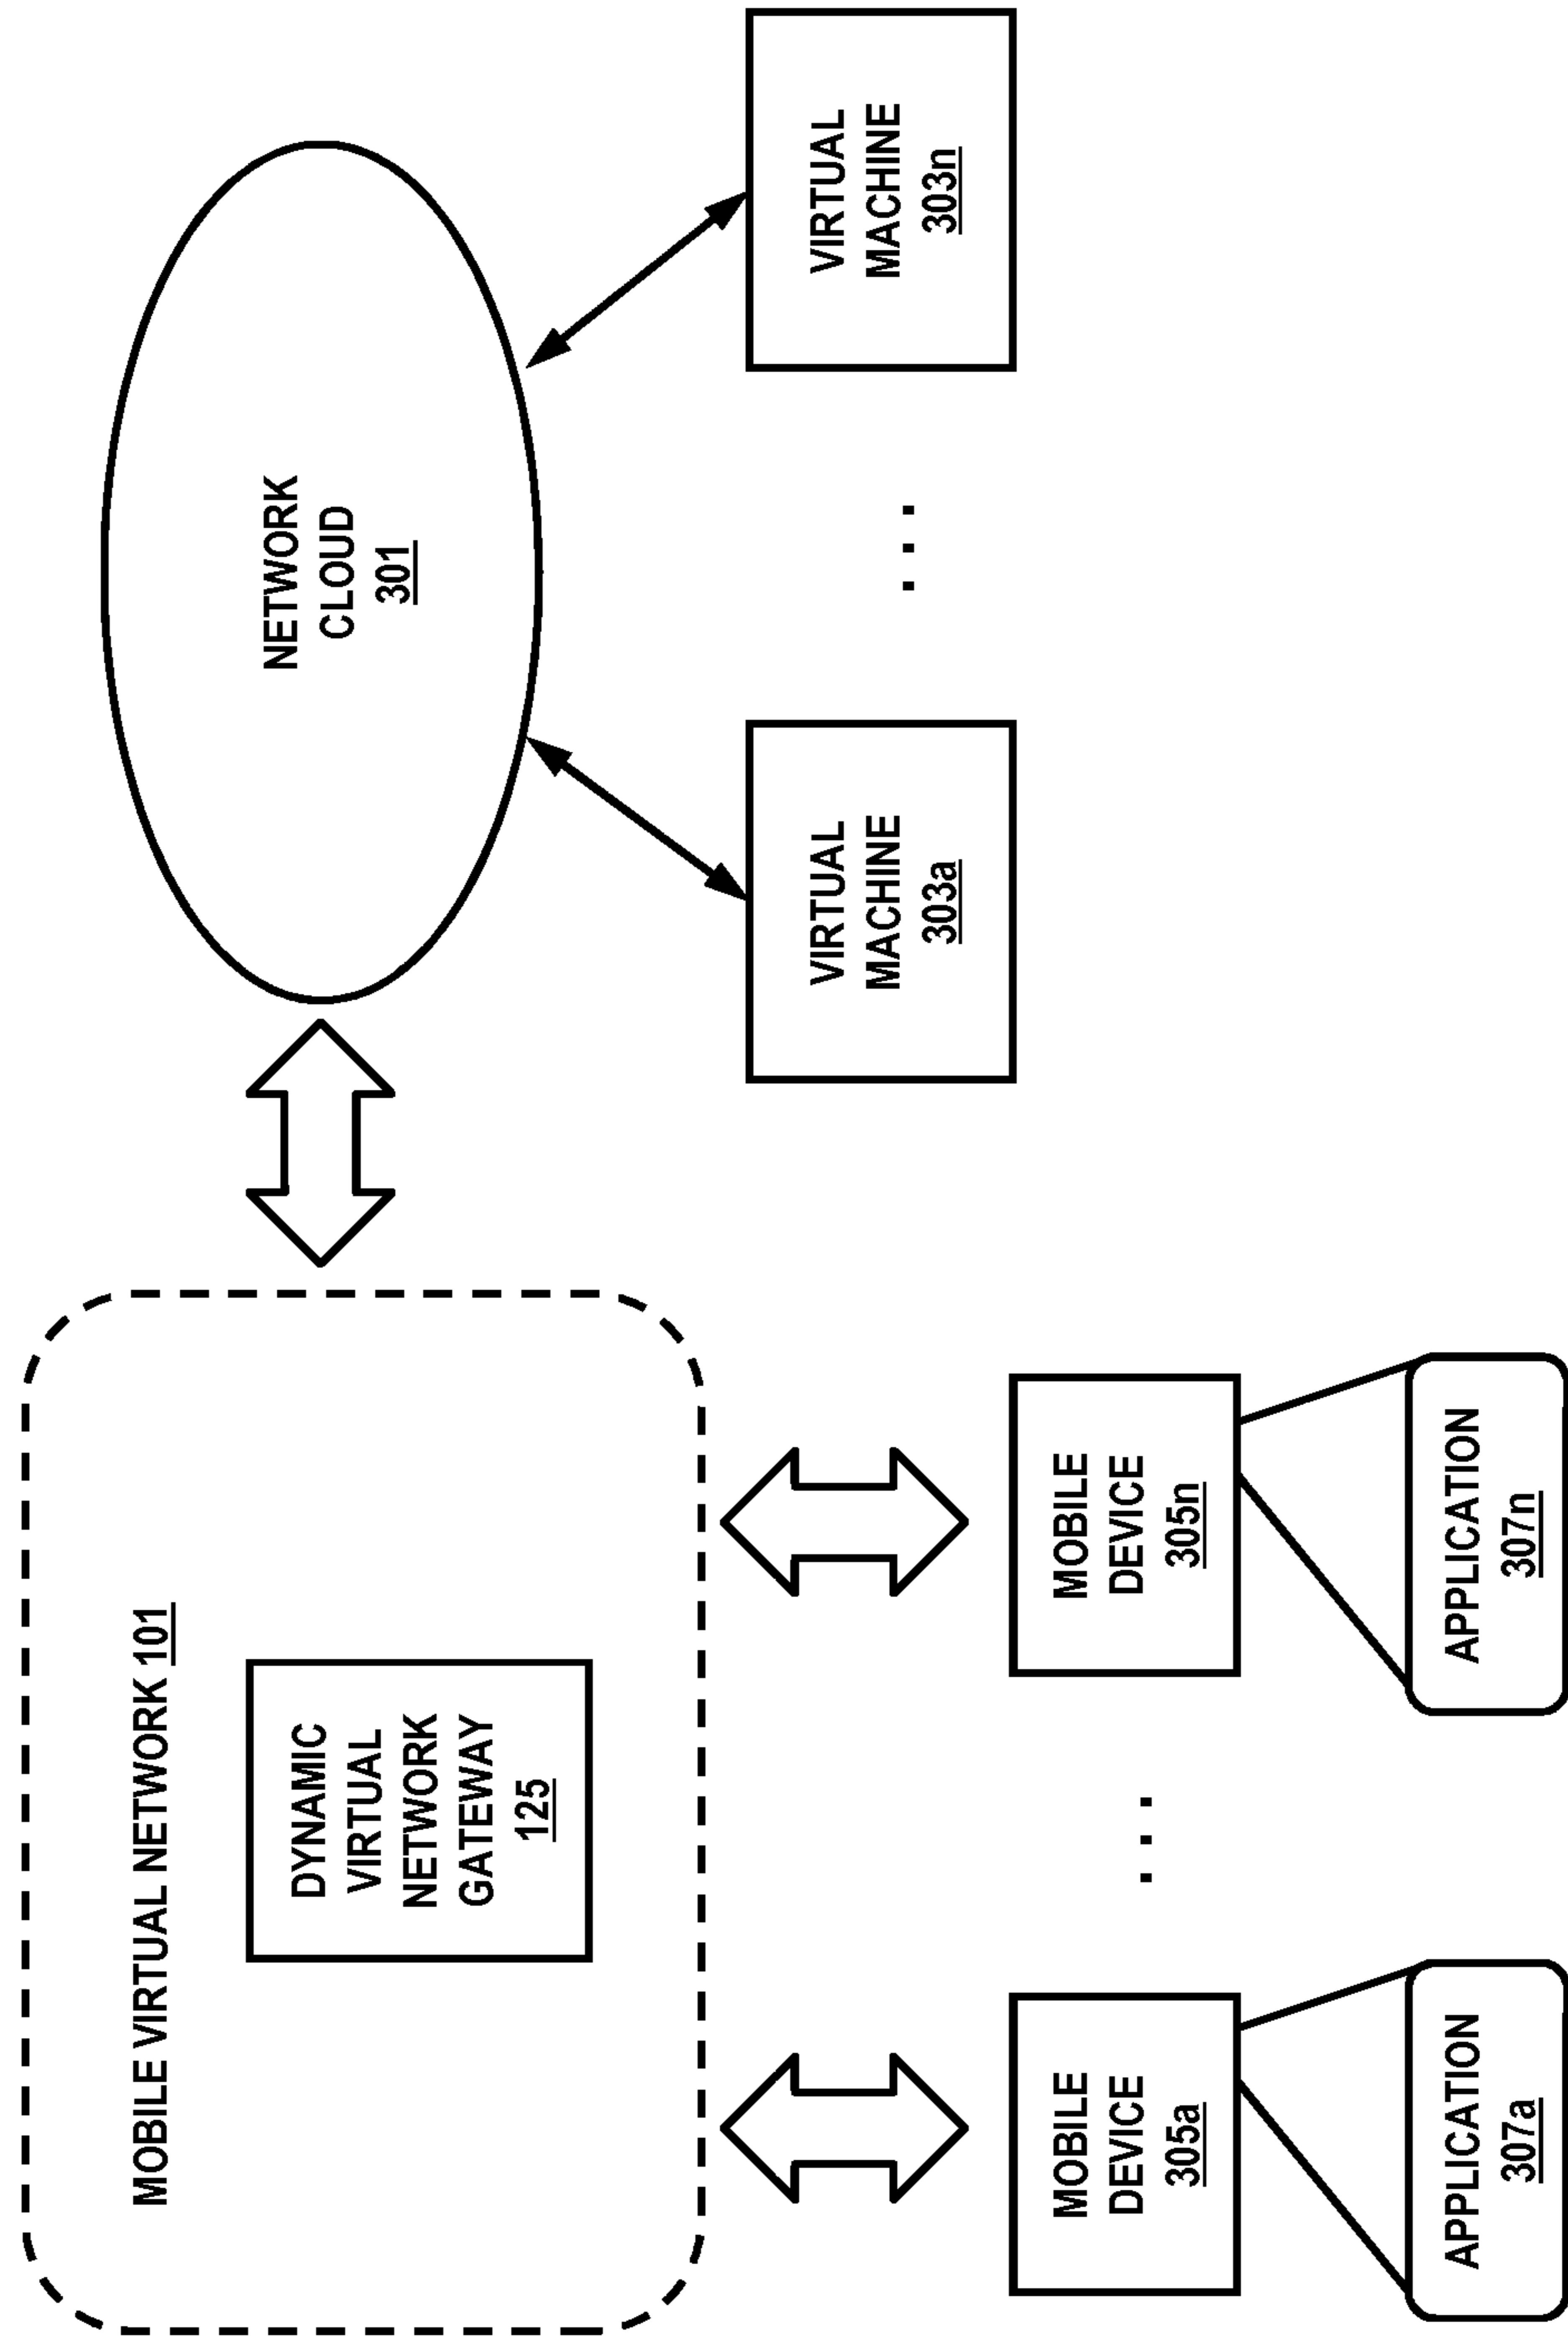 MOBILE VIRTUAL NETWORK 101
DYNAMIC
VIRTUAL
NETWORK
GATEWAY
125
NETWORK
CLOUD
301
VIRTUAL
MACHINE
303a
. . .
VIRTUAL
MACHINE
303n
MOBILE
DEVICE
305a
. . .
MOBILE
DEVICE
305n
APPLICATION
307a
APPLICATION
307n